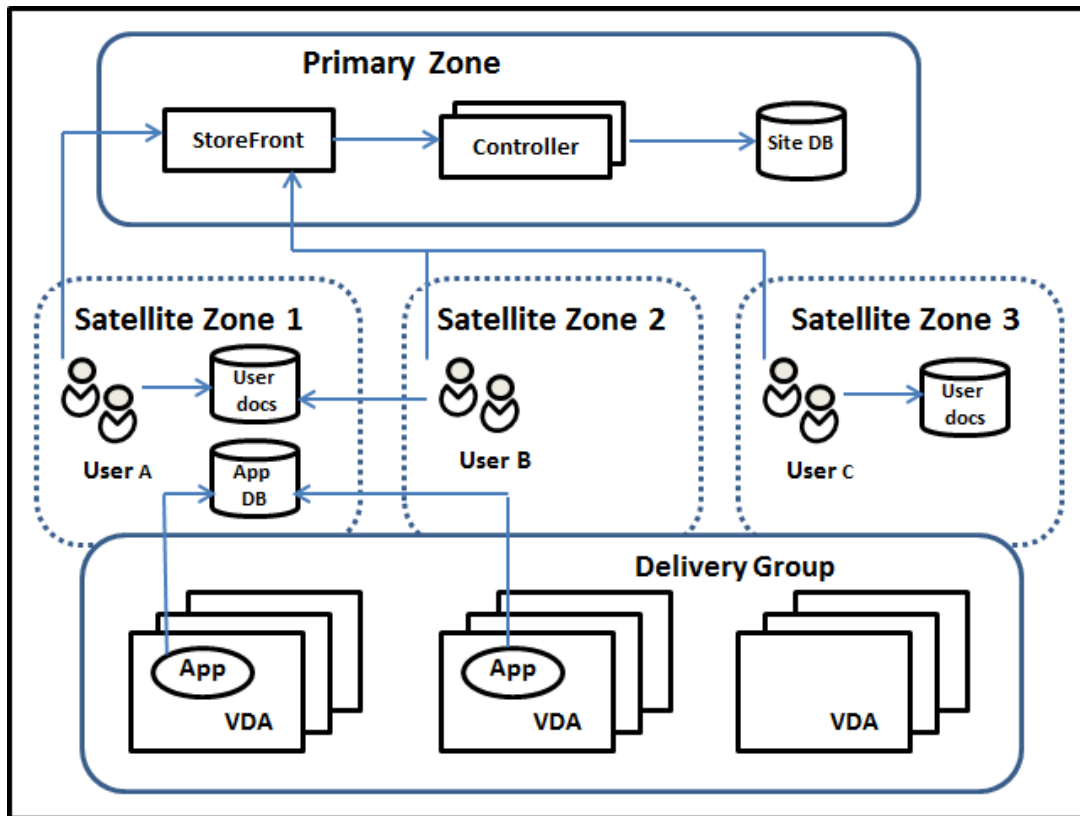 Primary Zone
StoreFront
Controller
Site DB
Satellite Zone 1
Satellite Zone 2
Satellite Zone 3
User
docs
User
docs
User A
User B
User C
App
DB
Delivery Group
App
VDA
App
VDA
VDA